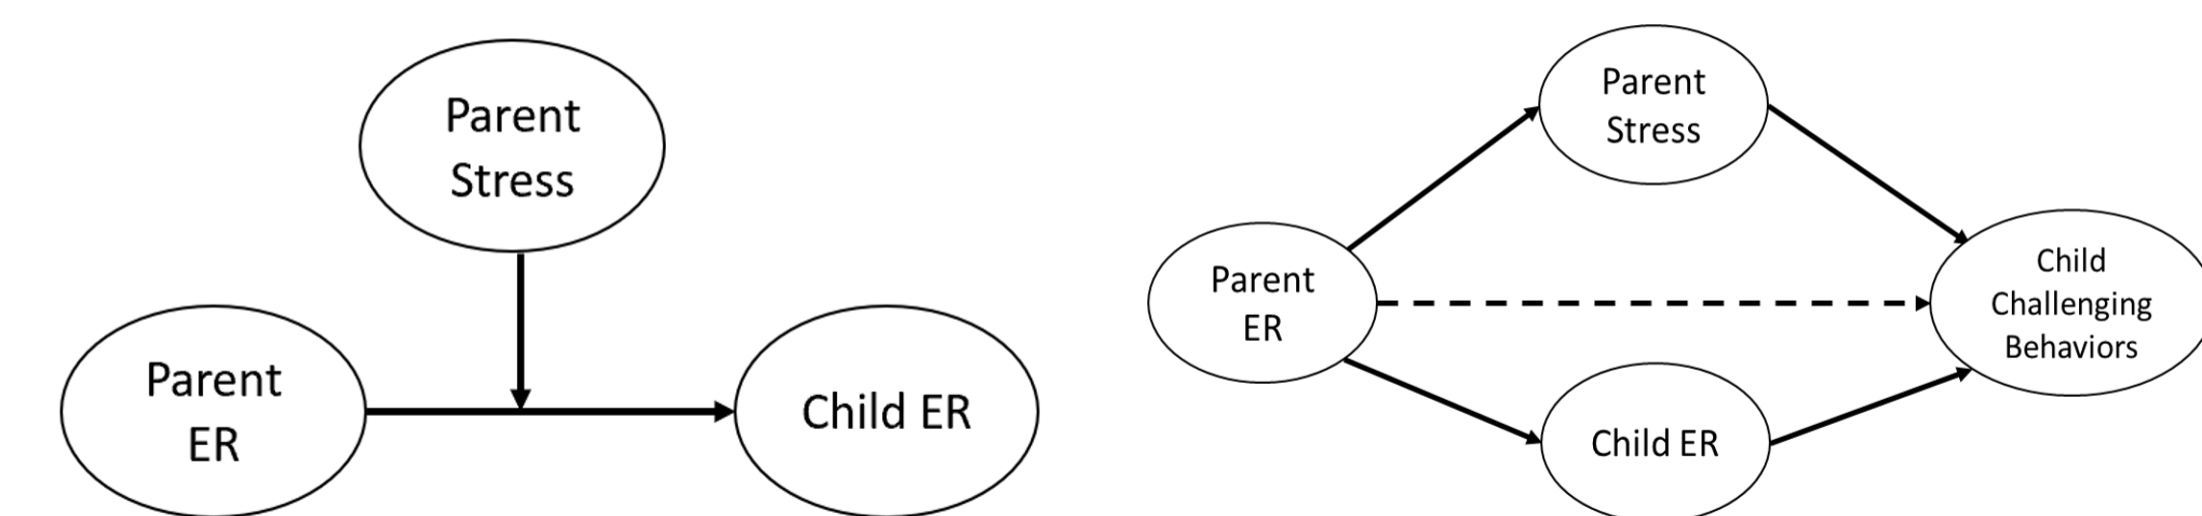 Parent
Stress
Parent
ER
Child ER
Parent
Stress
Parent
ER
Child
Challenging
Behaviors
Child ER